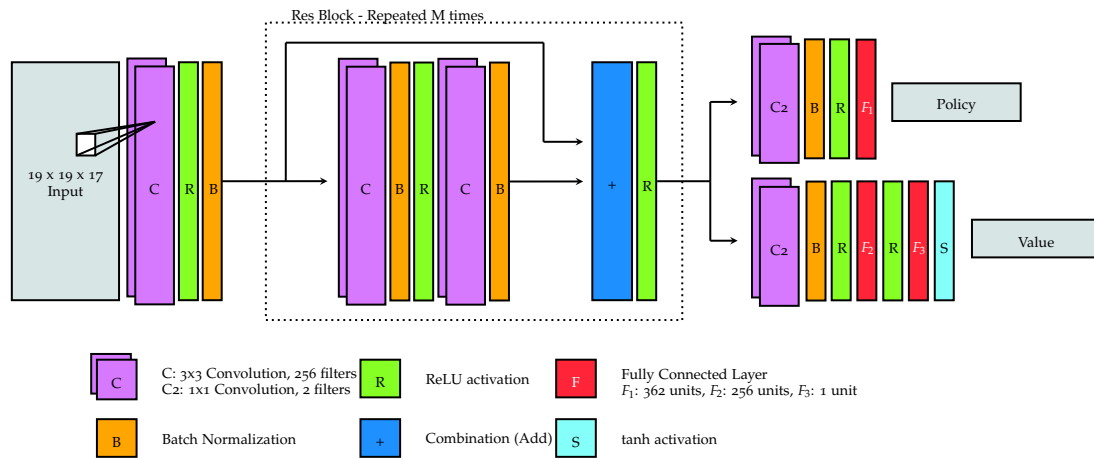 Res Block - Repeated M times
19 x 19 x 17
Input
C
R
B
C
B
R
C
B
+
R
C2
B
R
F₁
Policy
C2
B
R
F₂
R
F₃
S
Value
C
C: 3x3 Convolution, 256 filters
C2: 1x1 Convolution, 2 filters
R
ReLU activation
F
Fully Connected Layer
F₁: 362 units, F₂: 256 units, F₃: 1 unit
B
Batch Normalization
+
Combination (Add)
S
tanh activation